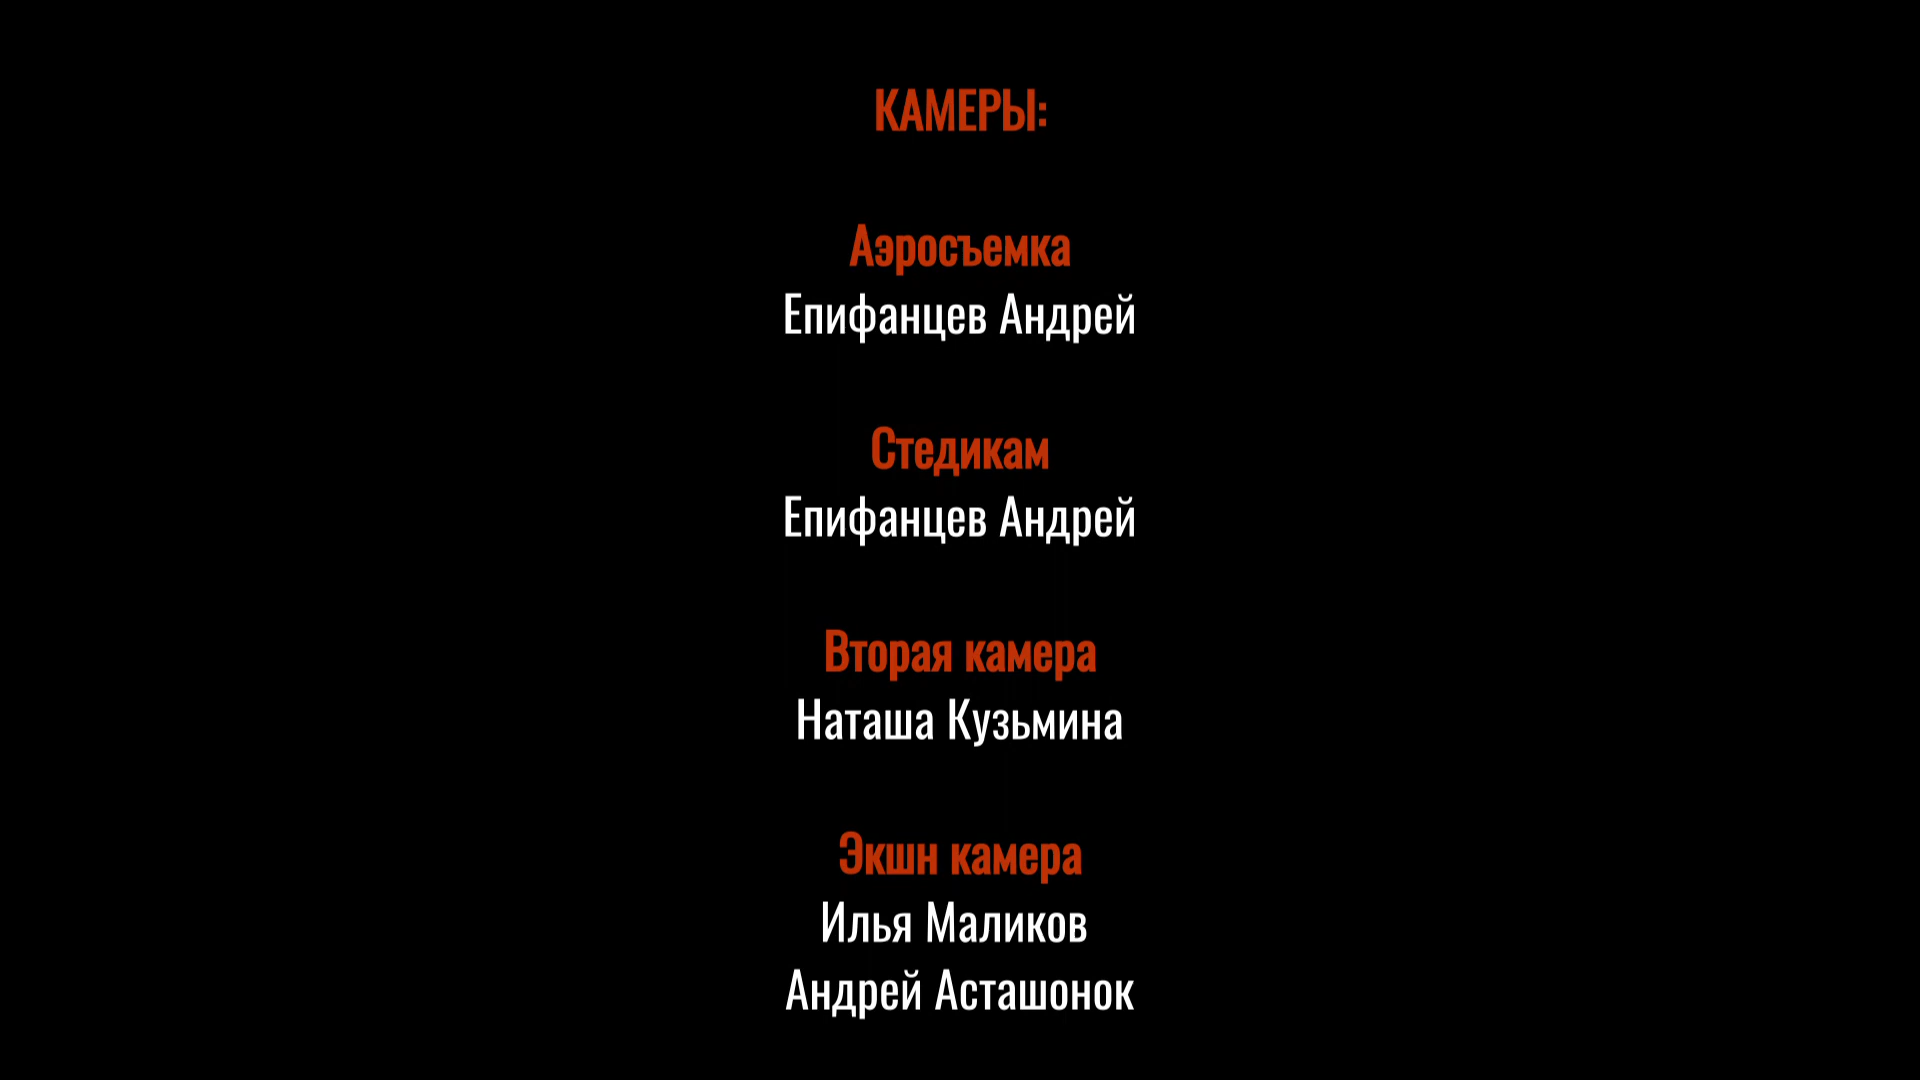 КАМЕРЫ:
Аэросъемка
Епифанцев Андрей
Стедикам
Епифанцев Андрей
Вторая камера
Наташа Кузьмина
Экшн камера
Илья Маликов
Андрей Асташонок